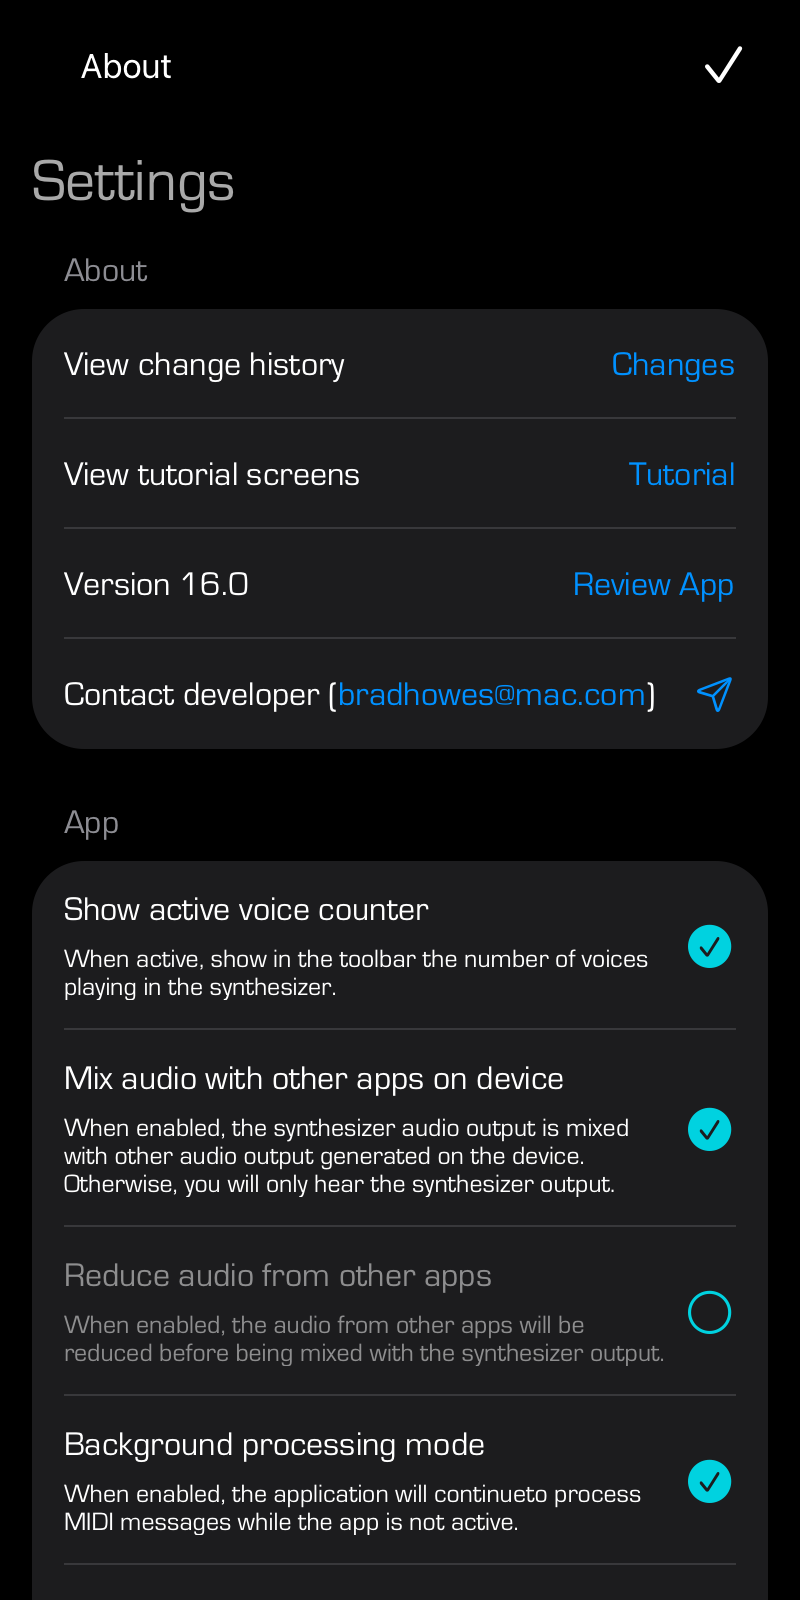 About
Settings
About
View change history Changes
View tutorial screens Tutorial
Version 16.0 Review App
Contact developer (bradhowes@mac.com)
App
Show active voice counter
When active, show in the toolbar the number of voices
playing in the synthesizer.
Mix audio with other apps on device
When enabled, the synthesizer audio output is mixed
with other audio output generated on the device.
Otherwise, you will only hear the synthesizer output.
Reduce audio from other apps
When enabled, the audio from other apps will be
reduced before being mixed with the synthesizer output.
Background processing mode
When enabled, the application will continueto process
MIDI messages while the app is not active.